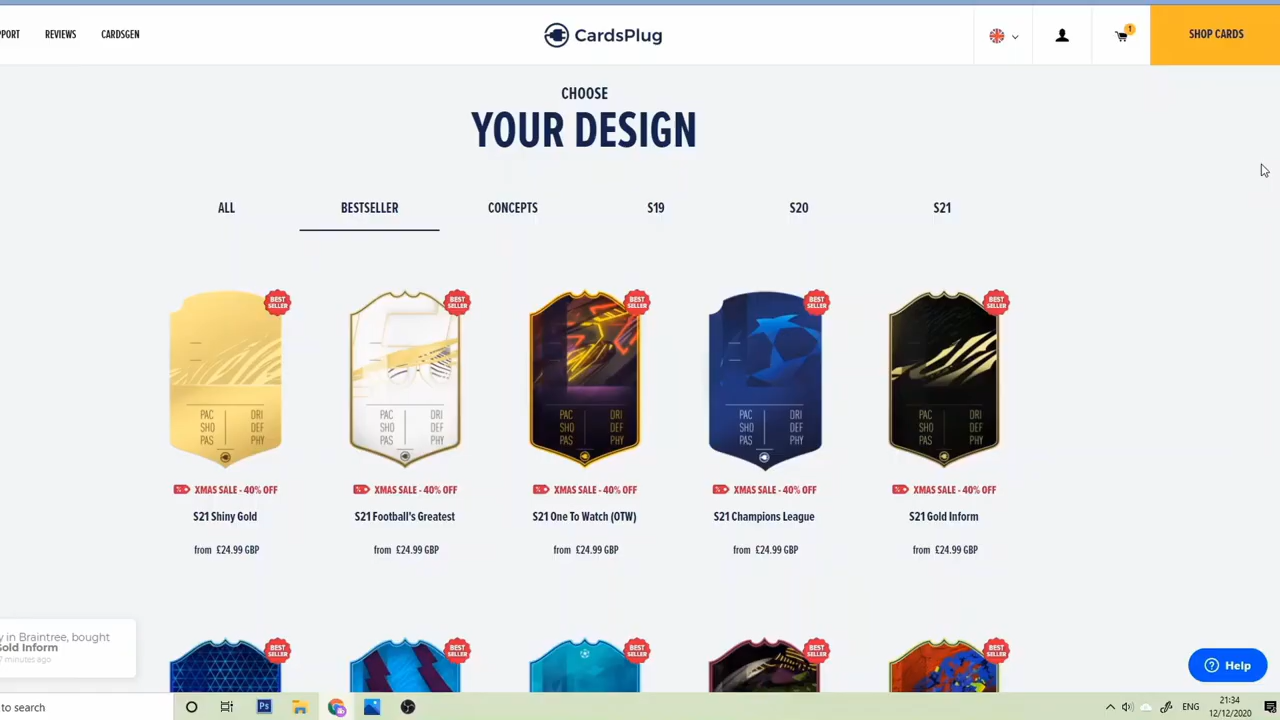 PPORT REVIEWS CARDSGEN CardsPlug 1 SHOP CARDS
CHOOSE
YOUR DESIGN
ALL BESTSELLER CONCEPTS S19 S20 S21
BEST SELLER BEST SELLER BEST SELLER BEST SELLER BEST SELLER
PAC DRI PAC DRI PAC DRI PAC DRI PAC DRI
SHO DEF SHO DEF SHO DEF SHO DEF SHO DEF
PAS PHY PAS PHY PAS PHY PAS PHY PAS PHY
XMAS SALE - 40% OFF XMAS SALE - 40% OFF XMAS SALE - 40% OFF XMAS SALE - 40% OFF XMAS SALE - 40% OFF
S21 Shiny Gold S21 Football's Greatest S21 One To Watch (OTW) S21 Champions League S21 Gold Inform
from £24.99 GBP from £24.99 GBP from £24.99 GBP from £24.99 GBP from £24.99 GBP
y in Braintree, bought
Gold Inform
7 minutes ago
BEST SELLER BEST SELLER BEST SELLER BEST SELLER BEST SELLER
Help
to search Ps ENG 21:34
12/12/2020